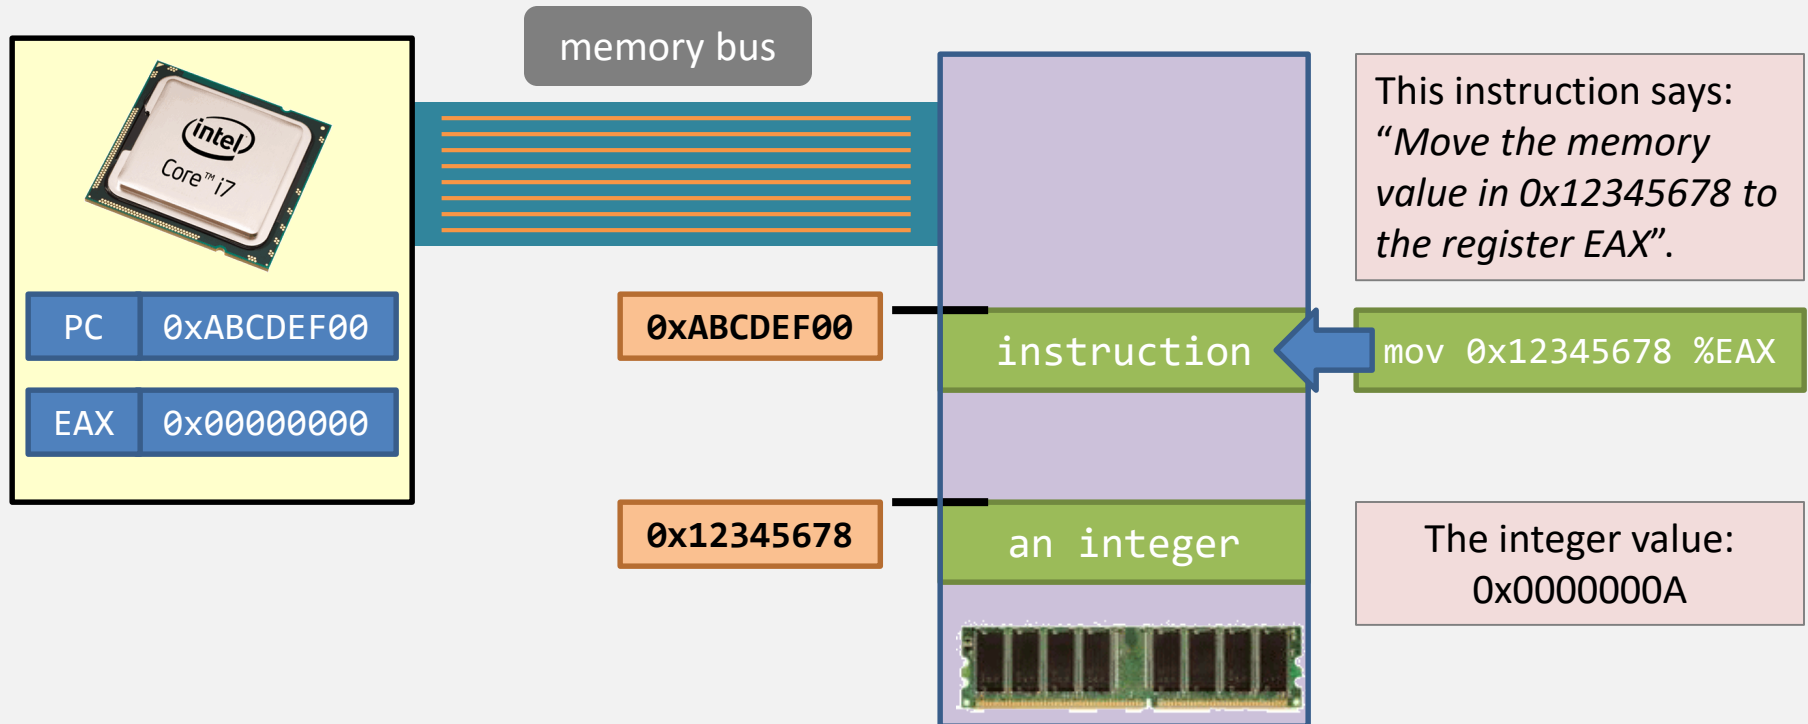 memory bus
intel
Core™ i7
PC 0xABCDEF00
EAX 0x00000000
0xABCDEF00
0x12345678
instruction
an integer
This instruction says:
“Move the memory
value in 0x12345678 to
the register EAX”.
mov 0x12345678 %EAX
The integer value:
0x0000000A